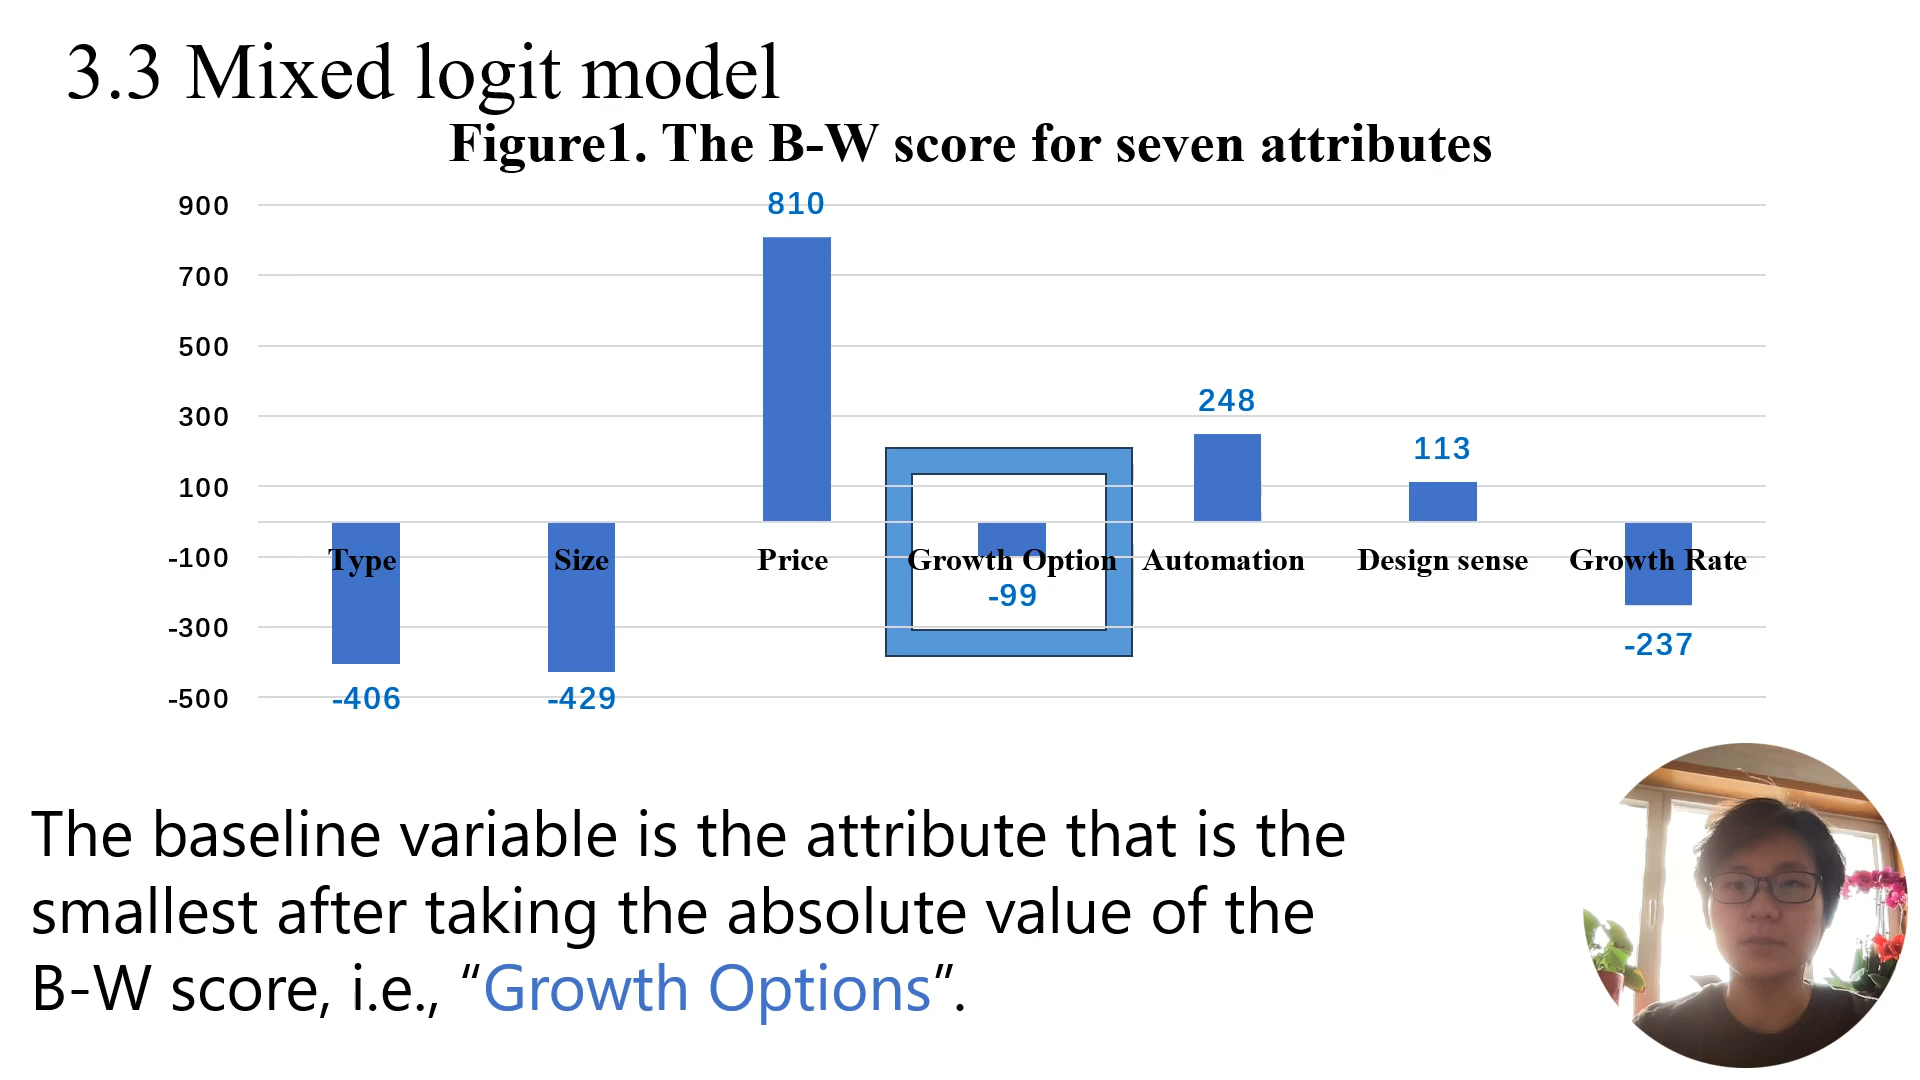 3.3 Mixed logit model
Figure1. The B-W score for seven attributes
900
700
500
300
100
-100
-300
-500
810
248
113
Type
Size
Price
Growth Option
Automation
Design sense
Growth Rate
-99
-237
-406
-429
The baseline variable is the attribute that is the
smallest after taking the absolute value of the
B-W score, i.e., “Growth Options”.